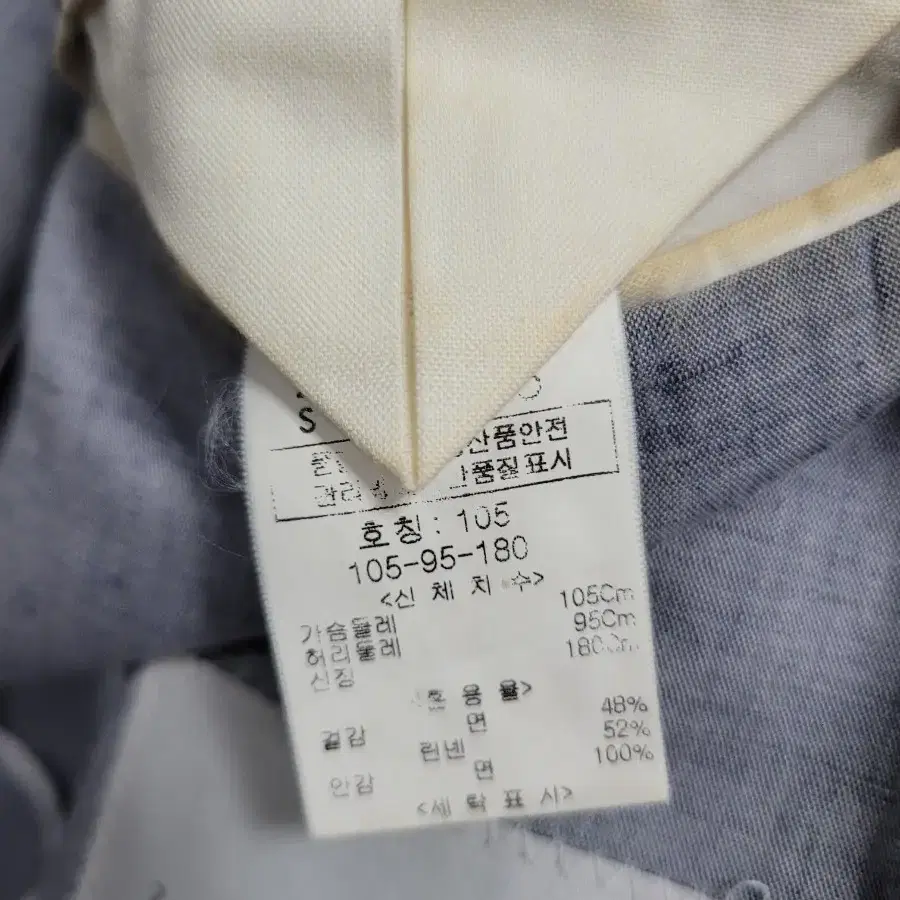 S
산품안전
품질표시
호칭: 105
105-95-180
<신체치수>
가슴둘레 105Cm
허리둘레 95Cm
신장 180Cm
<혼용율>
겉감 면 48%
린넨 52%
안감 면 100%
<세탁표시>